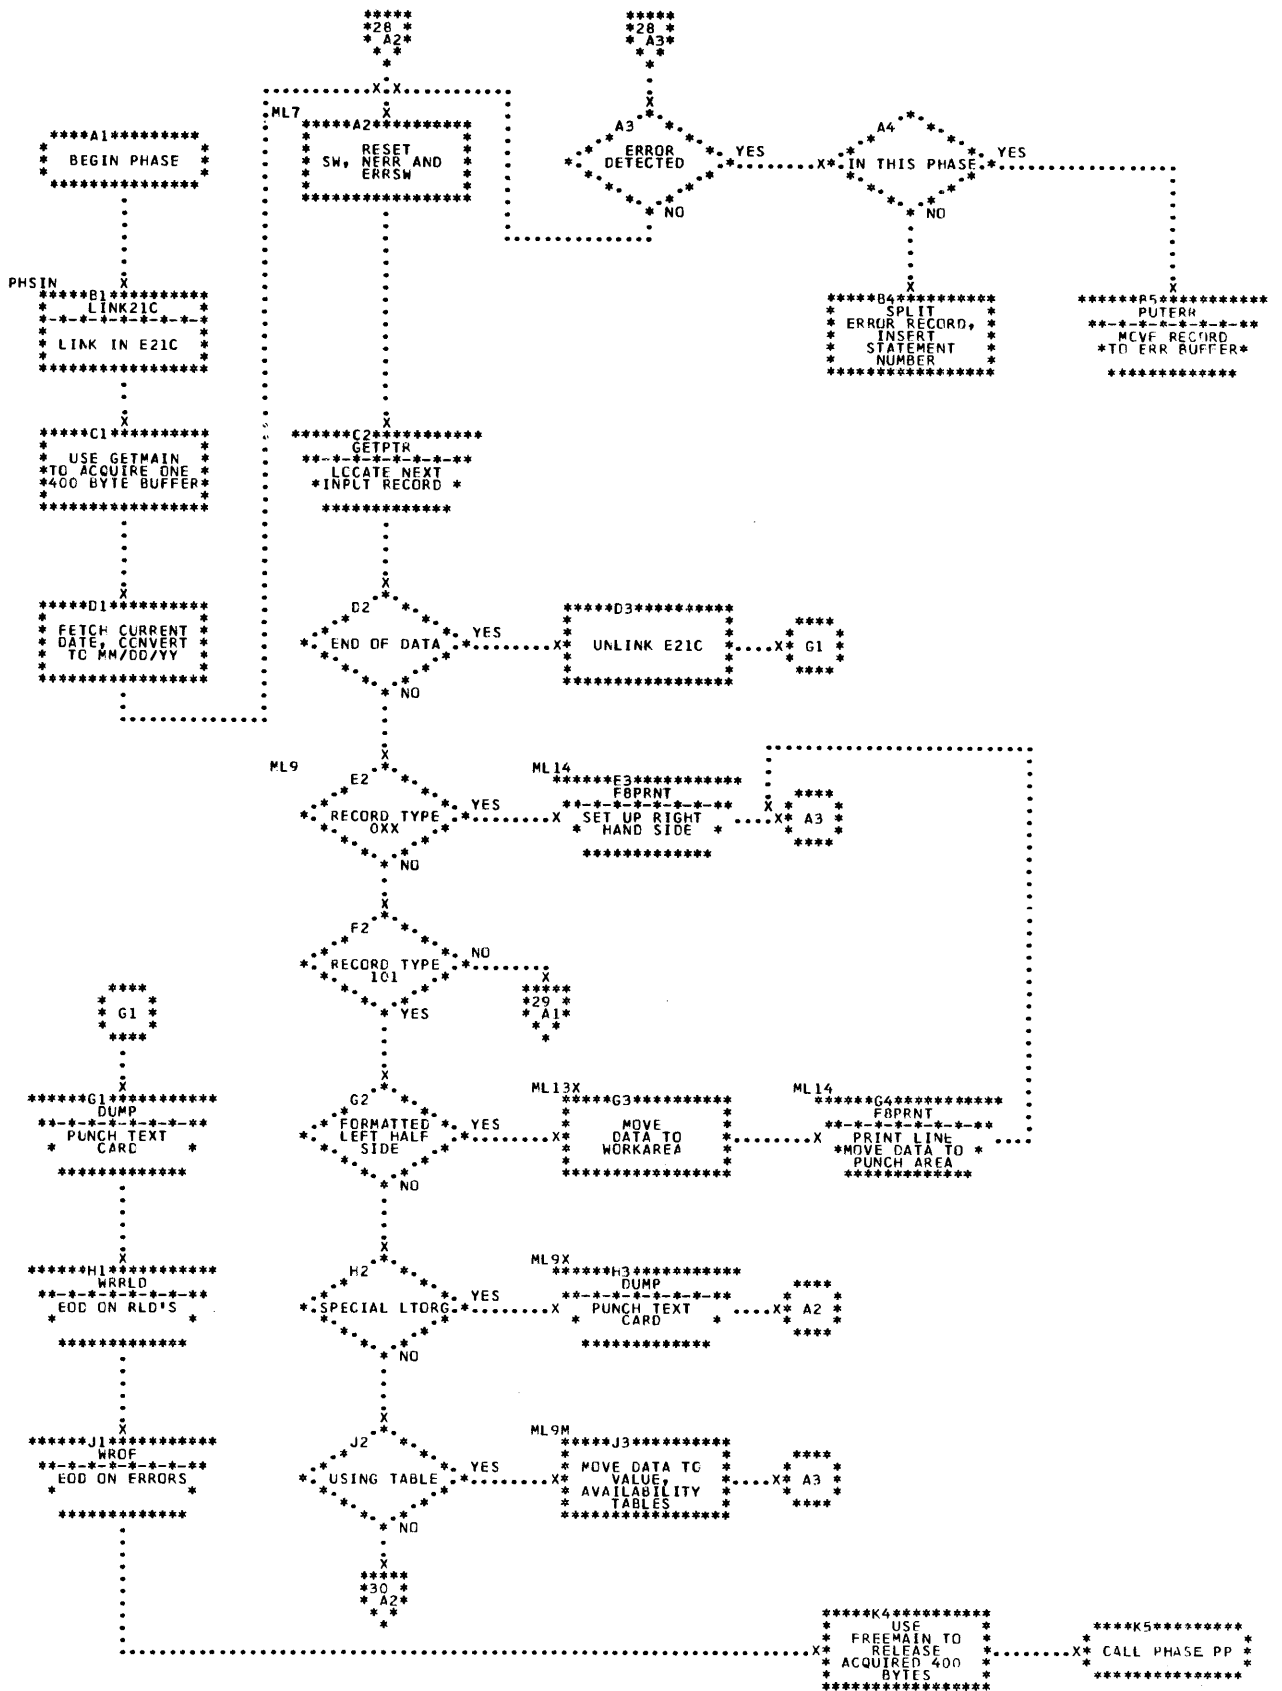 28
A2
28
A3
ML7
A1
BEGIN PHASE
A2
RESET
SW, NERR AND
ERRSW
A3
ERROR
DETECTED
YES
NO
A4
IN THIS PHASE
YES
NO
PHSIN
B1
LINK21C
LINK IN E21C
B4
SPLIT
ERROR RECORD,
INSERT
STATEMENT
NUMBER
B5
PUTERR
MOVE RECORD
TO ERR BUFFER
C1
USE GETMAIN
TO ACQUIRE ONE
400 BYTE BUFFER
C2
GETPTR
LOCATE NEXT
INPUT RECORD
D1
FETCH CURRENT
DATE, CONVERT
TO MM/DD/YY
D2
END OF DATA
YES
NO
D3
UNLINK E21C
G1
ML9
E2
RECORD TYPE
0XX
YES
NO
ML14
E3
F8PRNT
SET UP RIGHT
HAND SIDE
A3
F2
RECORD TYPE
101
NO
YES
29
A1
G1
G1
DUMP
PUNCH TEXT
CARD
G2
FORMATTED
LEFT HALF
SIDE
YES
NO
ML13X
G3
MOVE
DATA TO
WORKAREA
ML14
G4
F8PRNT
PRINT LINE
MOVE DATA TO
PUNCH AREA
H1
WRRLD
EOD ON RLD'S
H2
SPECIAL LTORG
YES
NO
ML9X
H3
DUMP
PUNCH TEXT
CARD
A2
J1
WROF
EOD ON ERRORS
J2
USING TABLE
YES
NO
ML9M
J3
MOVE DATA TO
VALUE,
AVAILABILITY
TABLES
A3
30
A2
K4
USE
FREEMAIN TO
RELEASE
ACQUIRED 400
BYTES
K5
CALL PHASE PP